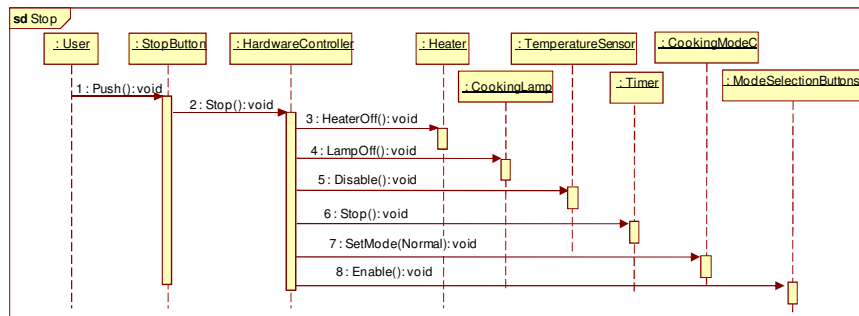 sd Stop
: User
: StopButton
: HardwareController
: Heater
: TemperatureSensor
: CookingModeC
: CookingLamp
: Timer
: ModeSelectionButtons
1 : Push() : void
2 : Stop() : void
3 : HeaterOff() : void
4 : LampOff() : void
5 : Disable() : void
6 : Stop() : void
7 : SetMode(Normal) : void
8 : Enable() : void